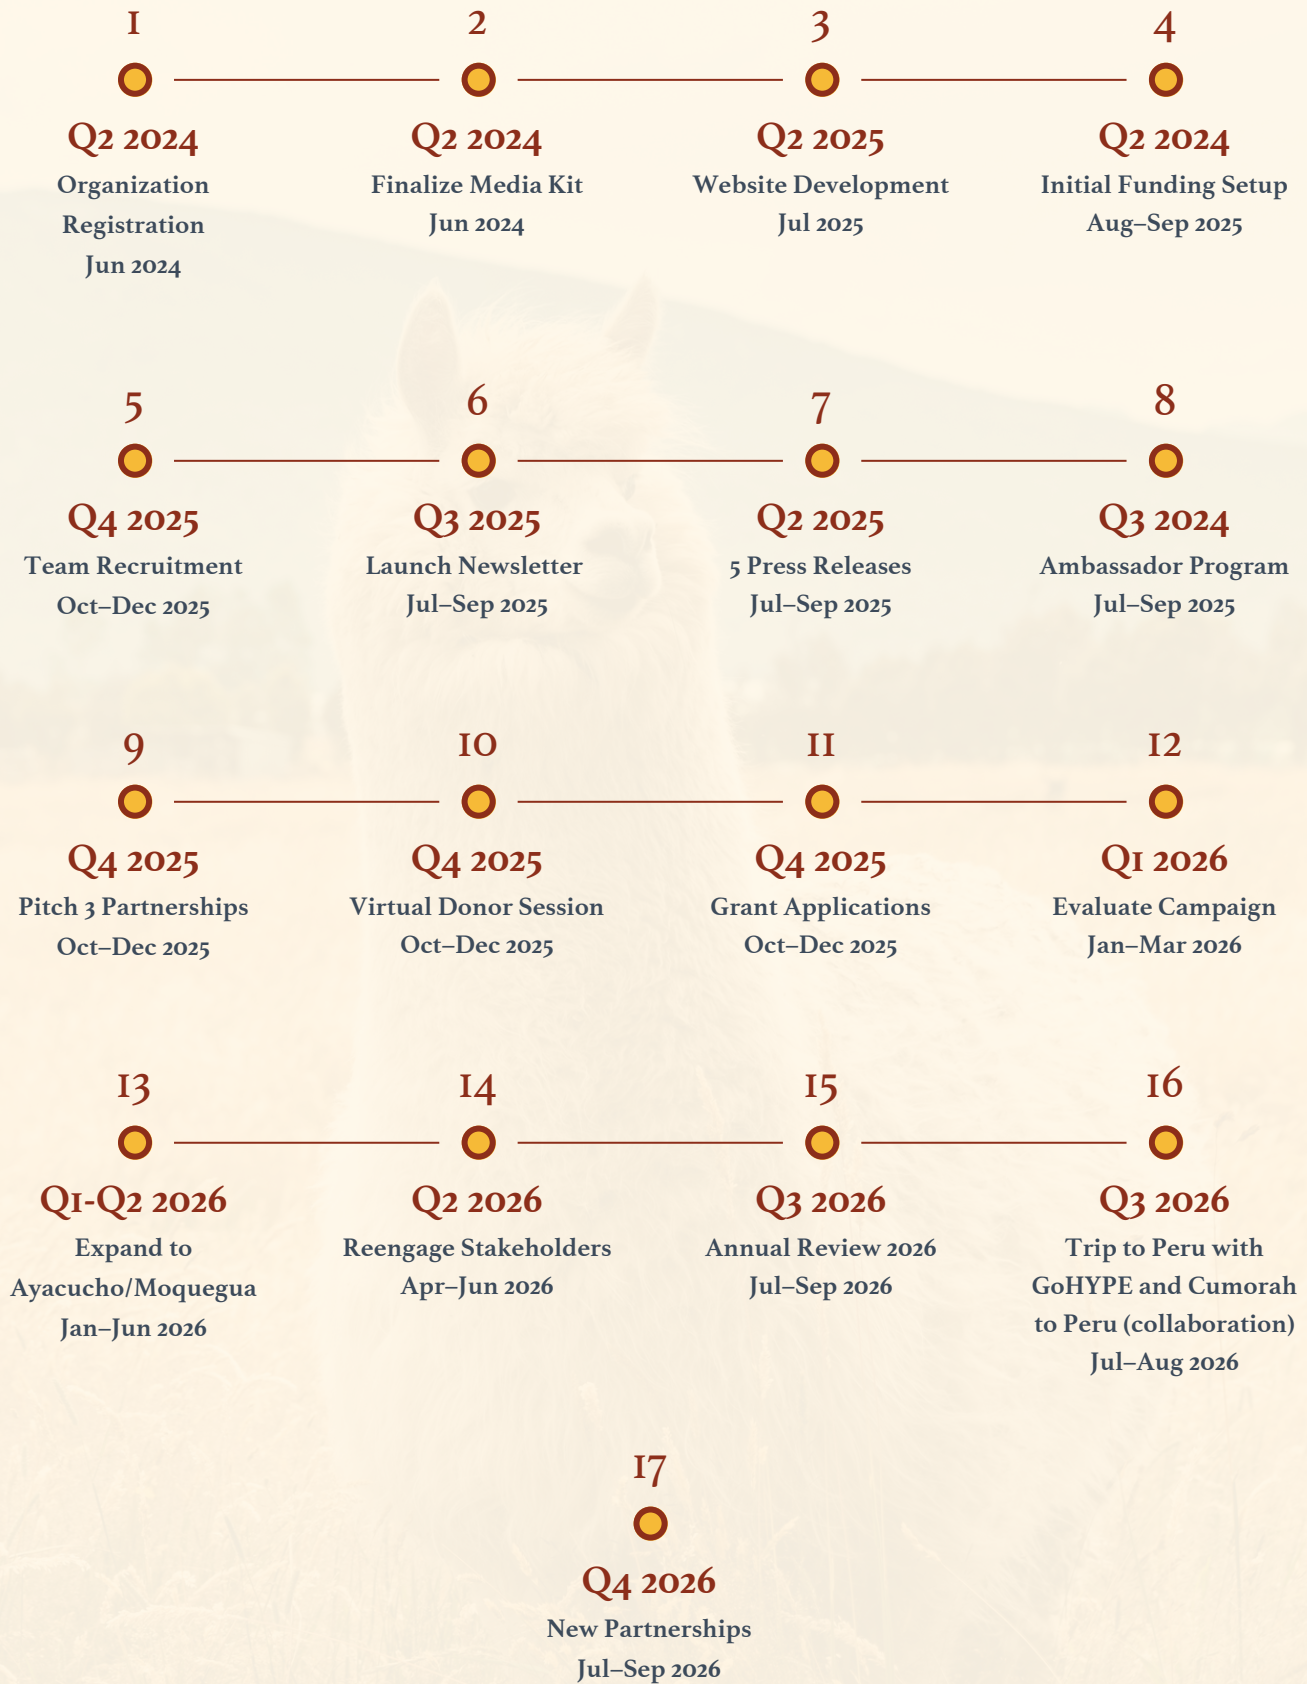 1
2
3
4
Q2 2024
Organization
Registration
Jun 2024
Q2 2024
Finalize Media Kit
Jun 2024
Q2 2025
Website Development
Jul 2025
Q2 2024
Initial Funding Setup
Aug–Sep 2025
5
6
7
8
Q4 2025
Team Recruitment
Oct–Dec 2025
Q3 2025
Launch Newsletter
Jul–Sep 2025
Q2 2025
5 Press Releases
Jul–Sep 2025
Q3 2024
Ambassador Program
Jul–Sep 2025
9
10
11
12
Q4 2025
Pitch 3 Partnerships
Oct–Dec 2025
Q4 2025
Virtual Donor Session
Oct–Dec 2025
Q4 2025
Grant Applications
Oct–Dec 2025
Q1 2026
Evaluate Campaign
Jan–Mar 2026
13
14
15
16
Q1-Q2 2026
Expand to
Ayacucho/Moquegua
Jan–Jun 2026
Q2 2026
Reengage Stakeholders
Apr–Jun 2026
Q3 2026
Annual Review 2026
Jul–Sep 2026
Q3 2026
Trip to Peru with
GoHYPE and Cumorah
to Peru (collaboration)
Jul–Aug 2026
17
Q4 2026
New Partnerships
Jul–Sep 2026